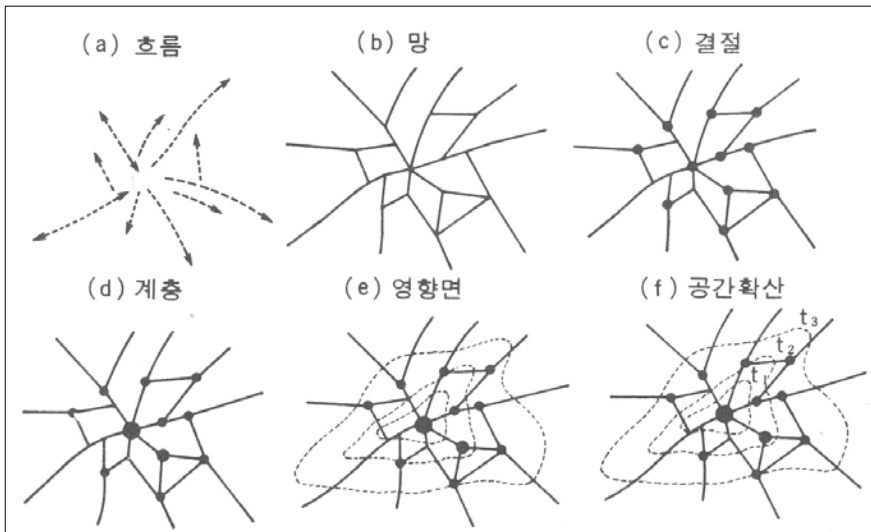 (a) 흐름
(b) 망
(c) 결절
(d) 계층
(e) 영향면
(f) 공간확산
t₃
t₂
t₁